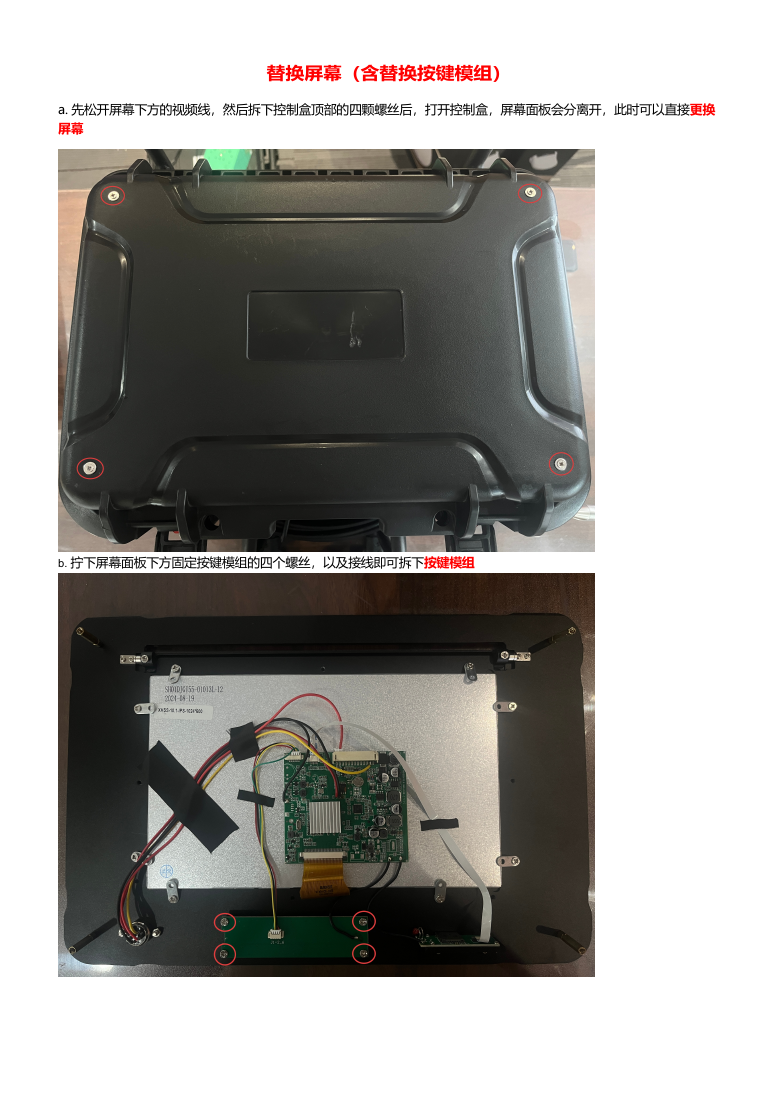 替换屏幕（含替换按键模组）
a. 先松开屏幕下方的视频线，然后拆下控制盒顶部的四颗螺丝后，打开控制盒，屏幕面板会分离开，此时可以直接更换
屏幕
b. 拧下屏幕面板下方固定按键模组的四个螺丝，以及接线即可拆下按键模组
2024-08-19